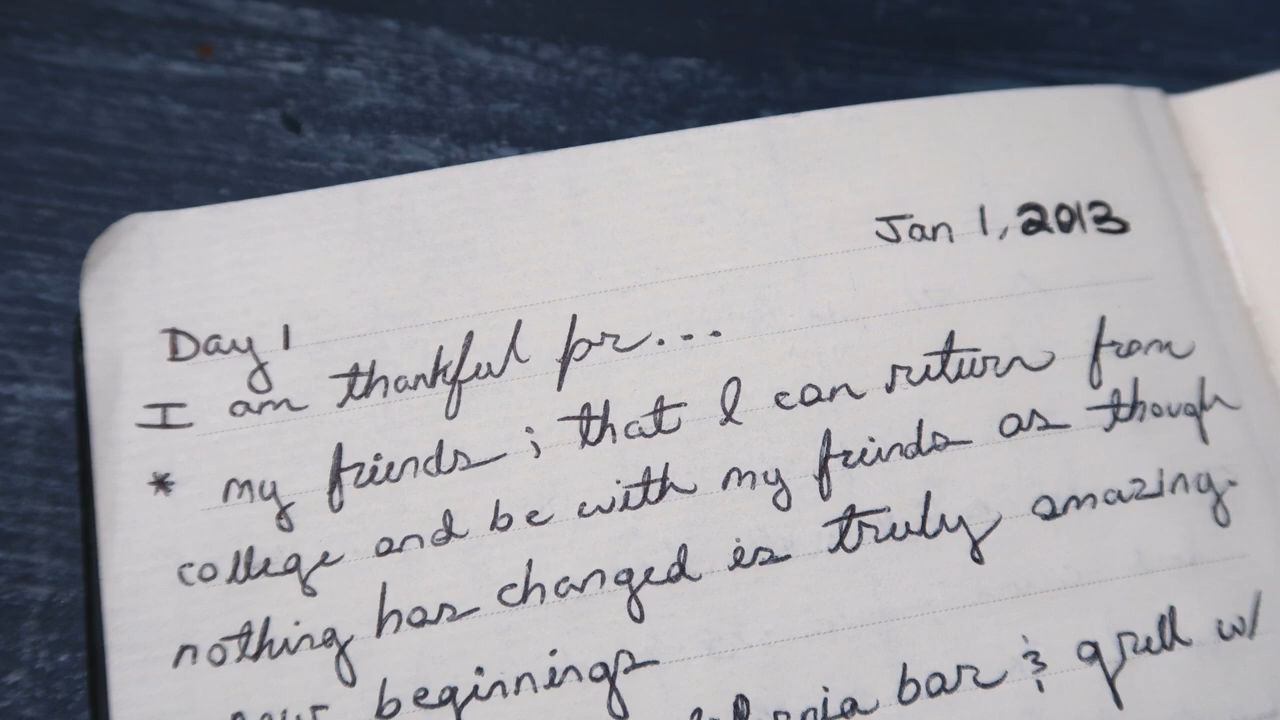 Jan 1, 2013
Day 1
I am thankful for...
* my friends; that I can return from
college and be with my friends as though
nothing has changed is truly amazing.
beginnings
bar & grill w/